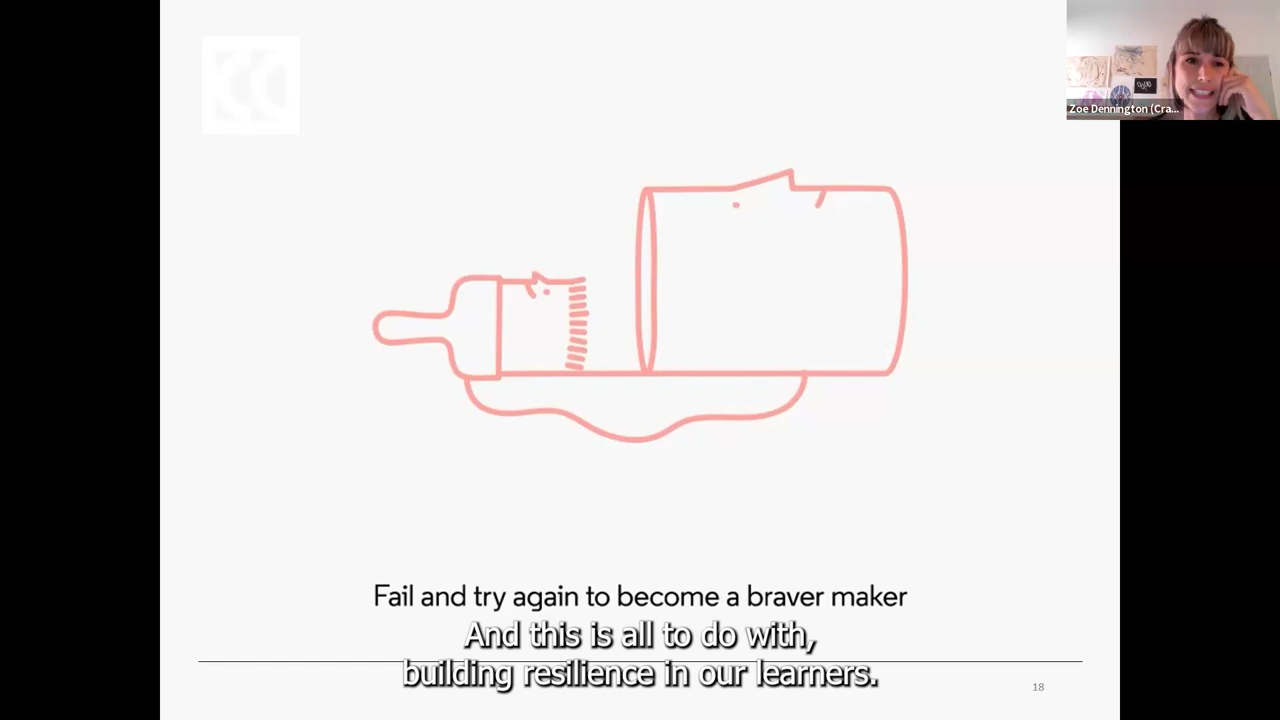 Zoe Dennington (Cra...
Fail and try again to become a braver maker
And this is all to do with,
building resilience in our learners.
18